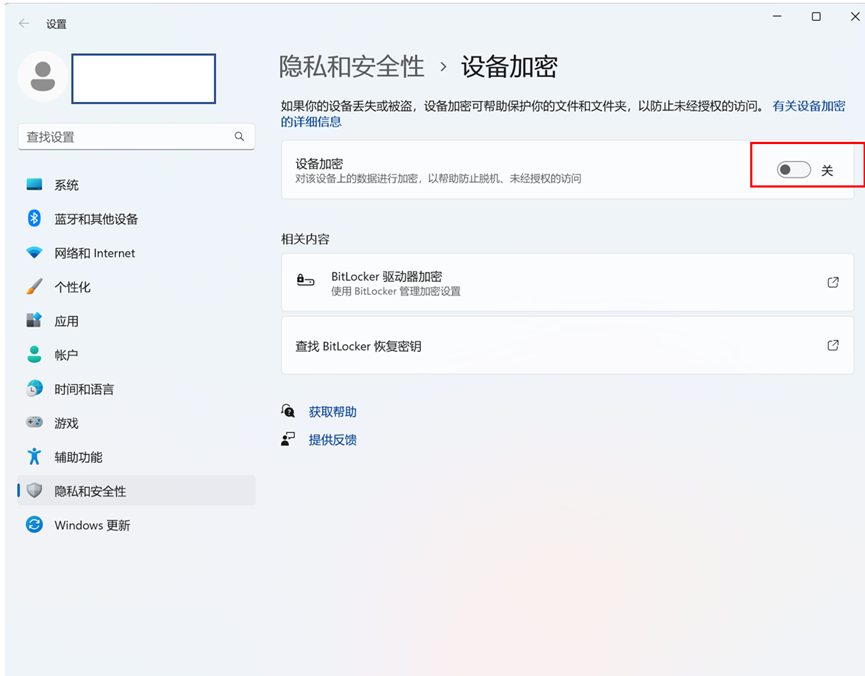 设置
隐私和安全性 › 设备加密
如果你的设备丢失或被盗，设备加密可帮助保护你的文件和文件夹，以防止未经授权的访问。 有关设备加密
的详细信息
查找设置
设备加密
对该设备上的数据进行加密，以帮助防止脱机、未经授权的访问
关
系统
蓝牙和其他设备
网络和 Internet
个性化
应用
帐户
时间和语言
游戏
辅助功能
隐私和安全性
Windows 更新
相关内容
BitLocker 驱动器加密
使用 BitLocker 管理加密设置
查找 BitLocker 恢复密钥
获取帮助
提供反馈